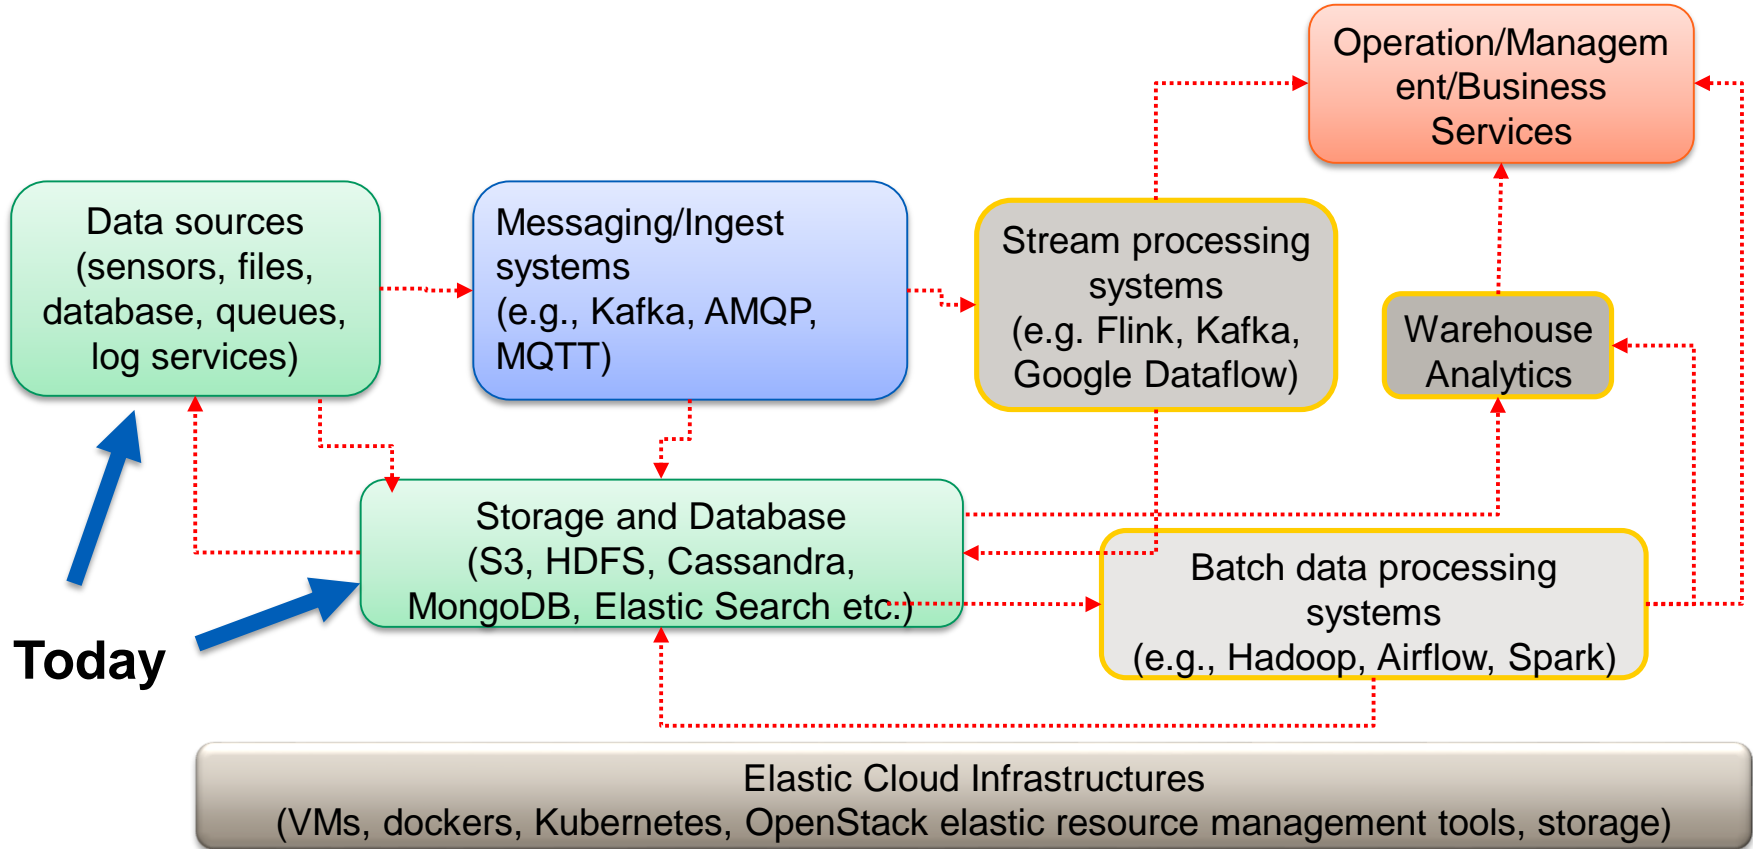 Operation/Managem
ent/Business
Services
Data sources
(sensors, files,
database, queues,
log services)
Messaging/Ingest
systems
(e.g., Kafka, AMQP,
MQTT)
Stream processing
systems
(e.g. Flink, Kafka,
Google Dataflow)
Warehouse
Analytics
Storage and Database
(S3, HDFS, Cassandra,
MongoDB, Elastic Search etc.)
Batch data processing
systems
(e.g., Hadoop, Airflow, Spark)
Today
Elastic Cloud Infrastructures
(VMs, dockers, Kubernetes, OpenStack elastic resource management tools, storage)